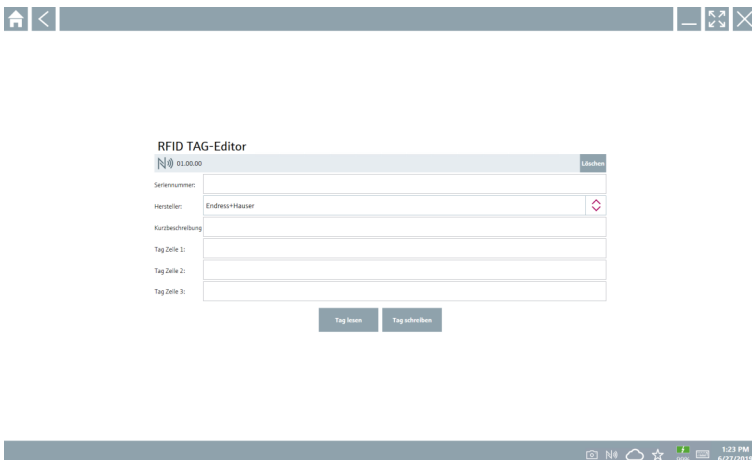 RFID TAG-Editor
01.00.00
Löschen
Seriennummer:
Hersteller:
Endress+Hauser
Kurzbeschreibung
Tag Zeile 1:
Tag Zeile 2:
Tag Zeile 3:
Tag lesen
Tag schreiben
1:23 PM